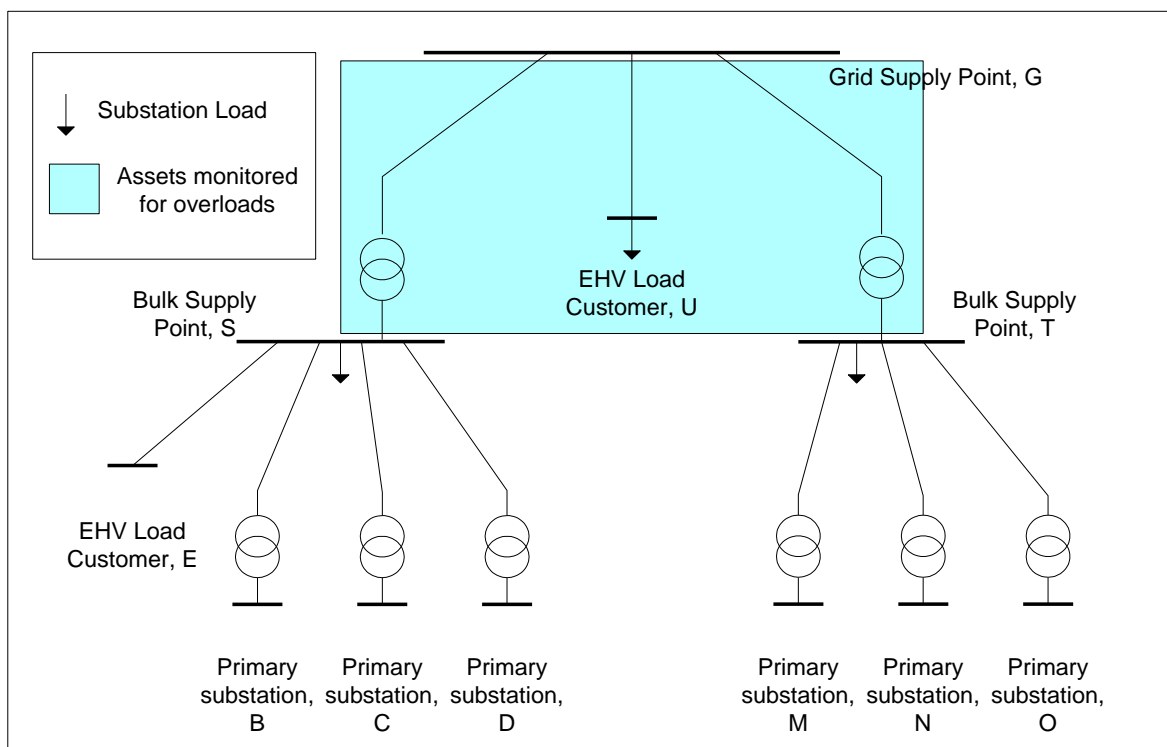 Substation Load
Assets monitored
for overloads
Grid Supply Point, G
EHV Load
Customer, U
Bulk Supply
Point, S
Bulk Supply
Point, T
EHV Load
Customer, E
Primary
substation,
B
Primary
substation,
C
Primary
substation,
D
Primary
substation,
M
Primary
substation,
N
Primary
substation,
O